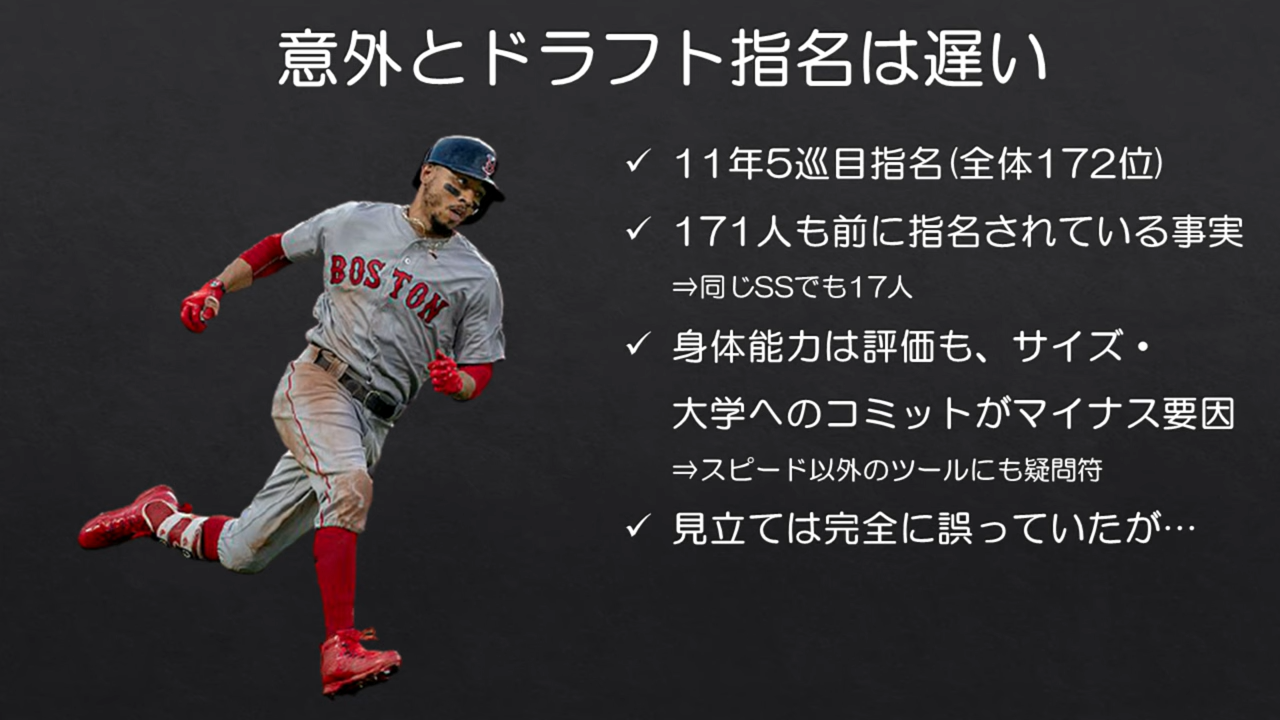 意外とドラフト指名は遅い
✓ 11年5巡目指名(全体172位)
✓ 171人も前に指名されている事実
⇒同じSSでも17人
✓ 身体能力は評価も、サイズ・
大学へのコミットがマイナス要因
⇒スピード以外のツールにも疑問符
✓ 見立ては完全に誤っていたが…
BOSTON